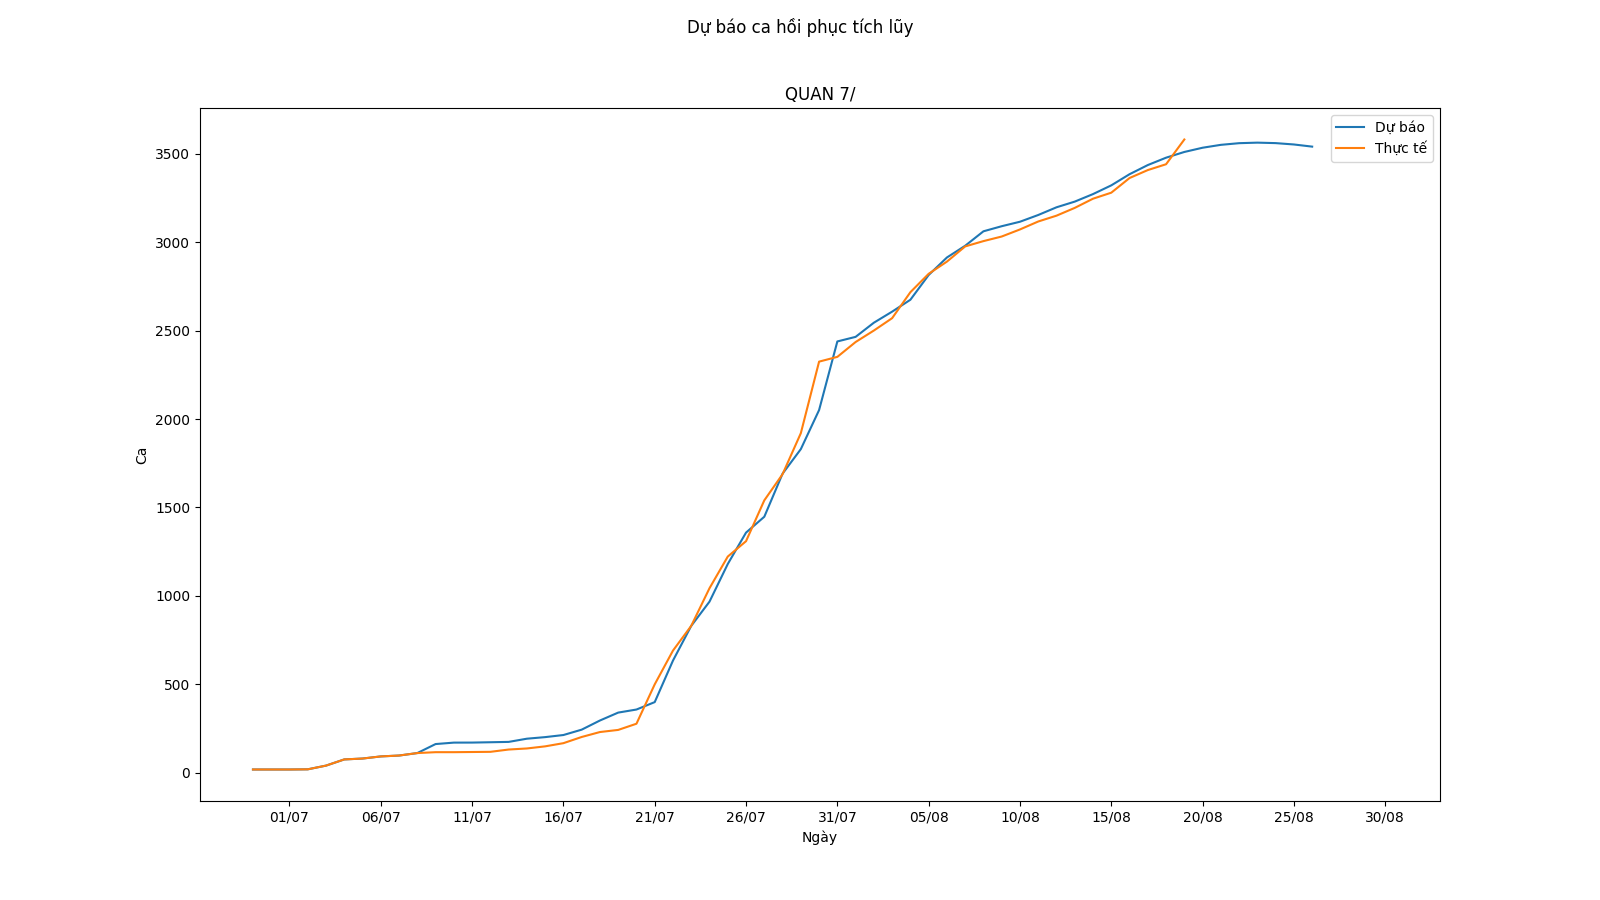 Dự báo ca hồi phục tích lũy
QUAN 7/
Dự báo
Thực tế
3500
3000
2500
2000
1500
1000
500
0
Ca
01/07 06/07 11/07 16/07 21/07 26/07 31/07 05/08 10/08 15/08 20/08 25/08 30/08
Ngày